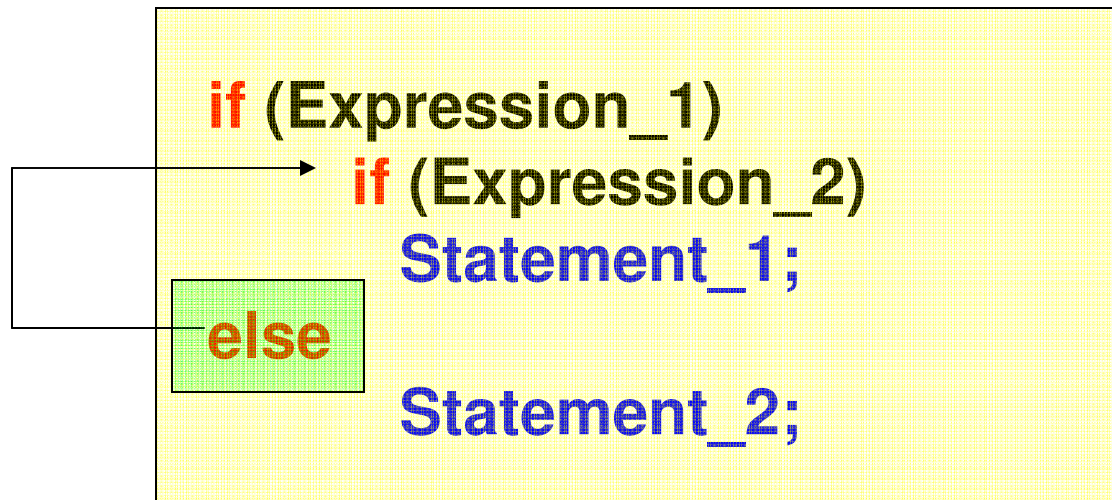 if (Expression_1)
if (Expression_2)
Statement_1;
else
Statement_2;